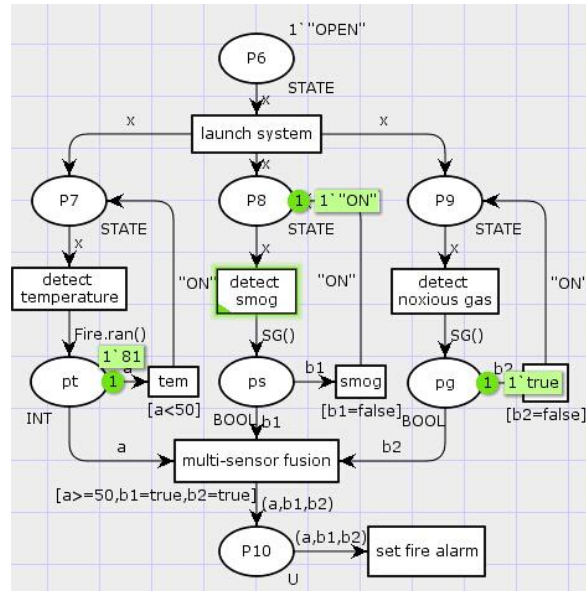 1`"OPEN"
P6
STATE
x
x
launch system
x
x
P7
P8
1
1`"ON"
P9
STATE
STATE
STATE
x
x
x
"ON"
"ON"
"ON"
detect
temperature
detect
smog
detect
noxious gas
Fire.ran()
SG()
SG()
1`81
a
pt
1
tem
ps
b1
smog
pg
b2
1
1`true
INT
[a<50]
BOOL
b1
[b1=false]
BOOL
[b2=false]
a
multi-sensor fusion
b2
[a>=50,b1=true,b2=true]
(a,b1,b2)
P10
(a,b1,b2)
set fire alarm
U